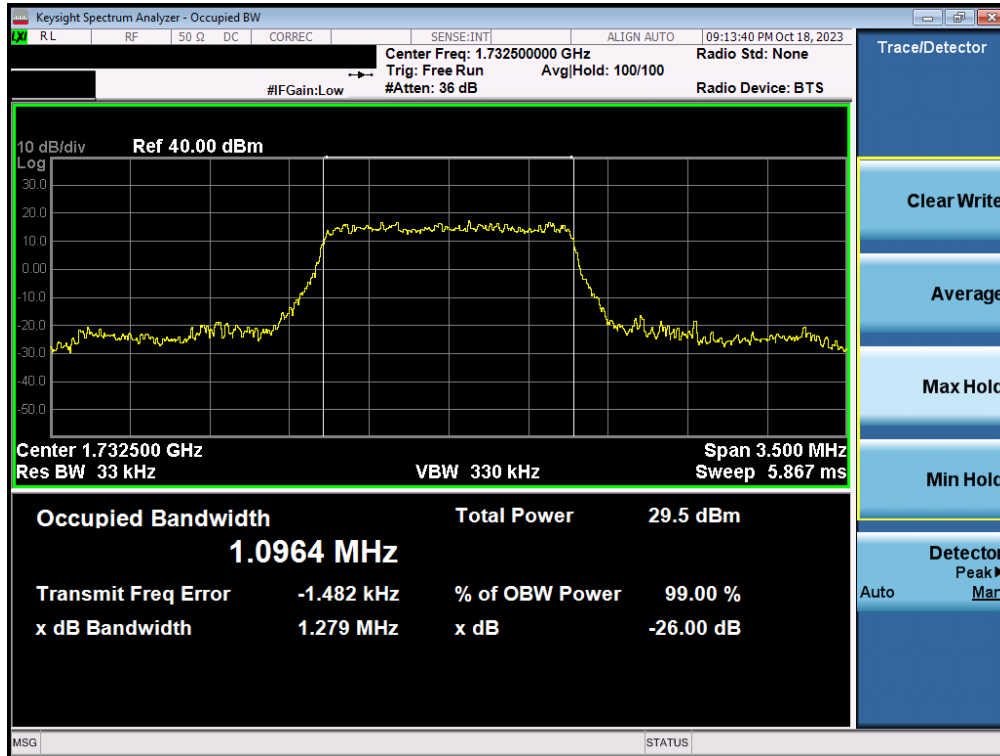 Keysight Spectrum Analyzer - Occupied BW
LXI RL RF 50 Ω DC CORREC SENSE:INT ALIGN AUTO 09:13:40 PM Oct 18, 2023
Center Freq: 1.732500000 GHz Radio Std: None
Trig: Free Run Avg|Hold: 100/100
#IFGain:Low #Atten: 36 dB Radio Device: BTS
Trace/Detector
10 dB/div Ref 40.00 dBm
Log
30.0
20.0
10.0
0.00
-10.0
-20.0
-30.0
-40.0
-50.0
Center 1.732500 GHz Span 3.500 MHz
Res BW 33 kHz VBW 330 kHz Sweep 5.867 ms
Occupied Bandwidth Total Power 29.5 dBm
1.0964 MHz
Transmit Freq Error -1.482 kHz % of OBW Power 99.00 %
x dB Bandwidth 1.279 MHz x dB -26.00 dB
Clear Write
Average
Max Hold
Min Hold
Detector
Peak▶
Auto Man
MSG STATUS